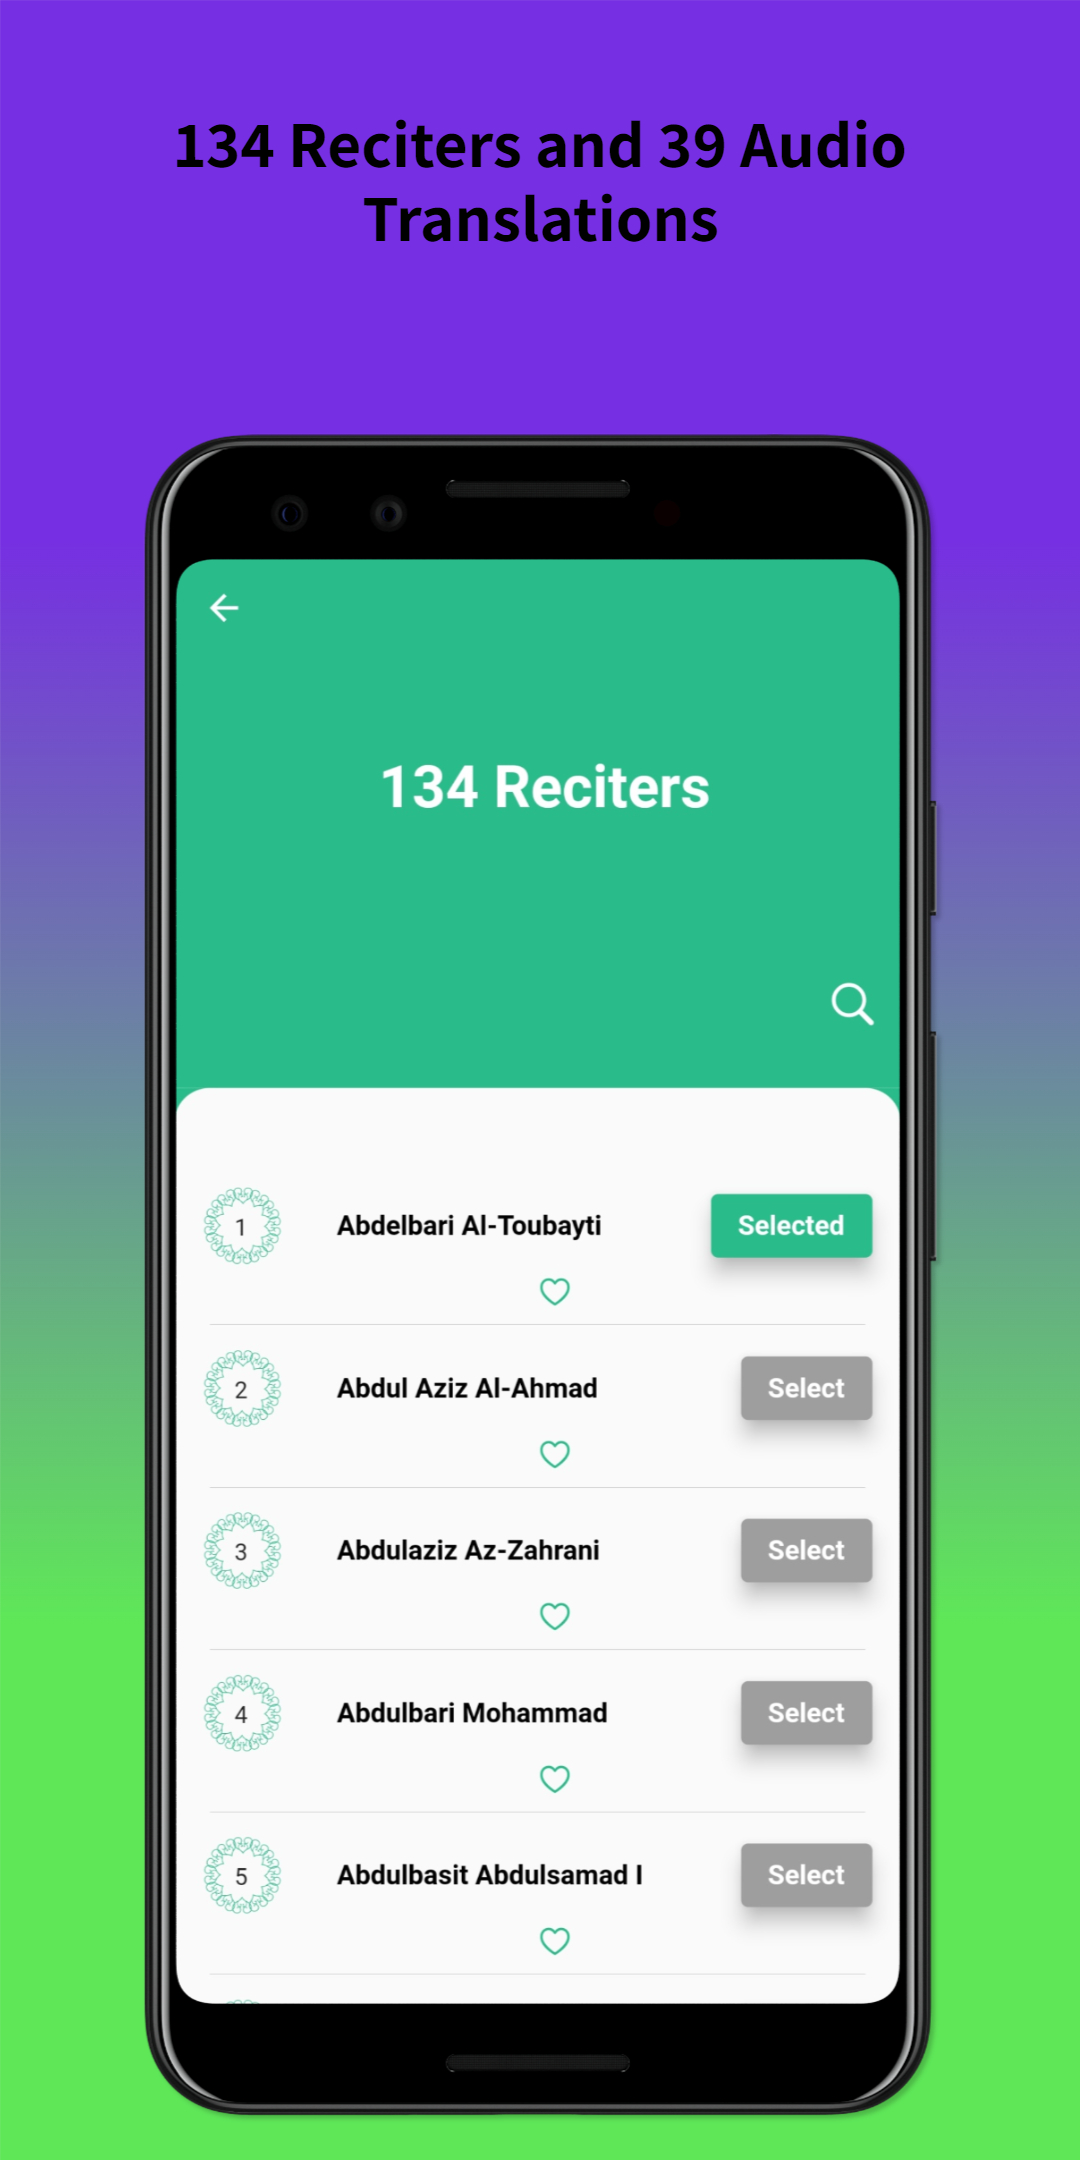 134 Reciters and 39 Audio
Translations
134 Reciters
1
Abdelbari Al-Toubayti
Selected
2
Abdul Aziz Al-Ahmad
Select
3
Abdulaziz Az-Zahrani
Select
4
Abdulbari Mohammad
Select
5
Abdulbasit Abdulsamad I
Select